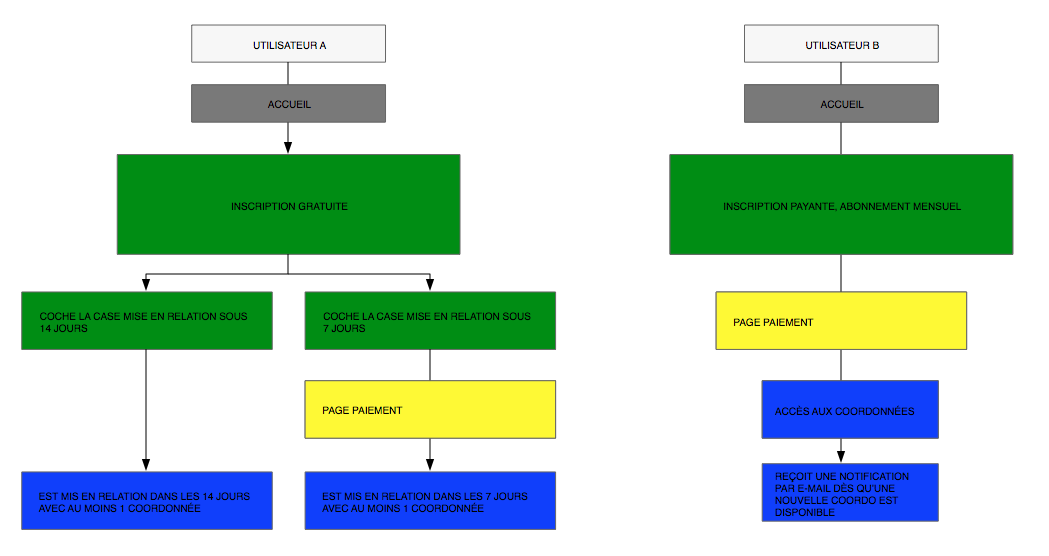 UTILISATEUR A
UTILISATEUR B
ACCUEIL
ACCUEIL
INSCRIPTION GRATUITE
INSCRIPTION PAYANTE, ABONNEMENT MENSUEL
COCHE LA CASE MISE EN RELATION SOUS
14 JOURS
COCHE LA CASE MISE EN RELATION SOUS
7 JOURS
PAGE PAIEMENT
PAGE PAIEMENT
ACCÈS AUX COORDONNÉES
EST MIS EN RELATION DANS LES 14 JOURS
AVEC AU MOINS 1 COORDONNÉE
EST MIS EN RELATION DANS LES 7 JOURS
AVEC AU MOINS 1 COORDONNÉE
REÇOIT UNE NOTIFICATION
PAR E-MAIL DÈS QU'UNE
NOUVELLE COORDO EST
DISPONIBLE